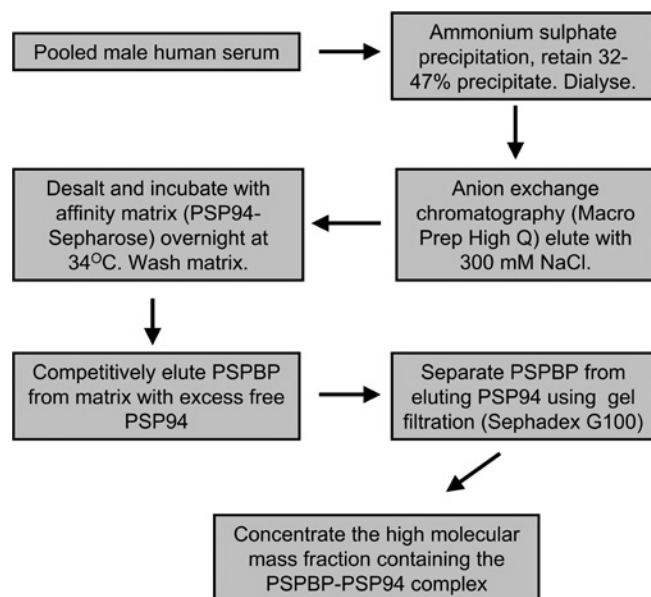 Pooled male human serum
Ammonium sulphate
precipitation, retain 32-
47% precipitate. Dialyse.
Anion exchange
chromatography (Macro
Prep High Q) elute with
300 mM NaCl.
Desalt and incubate with
affinity matrix (PSP94-
Sepharose) overnight at
34OC. Wash matrix.
Competitively elute PSPBP
from matrix with excess free
PSP94
Separate PSPBP from
eluting PSP94 using gel
filtration (Sephadex G100)
Concentrate the high molecular
mass fraction containing the
PSPBP-PSP94 complex